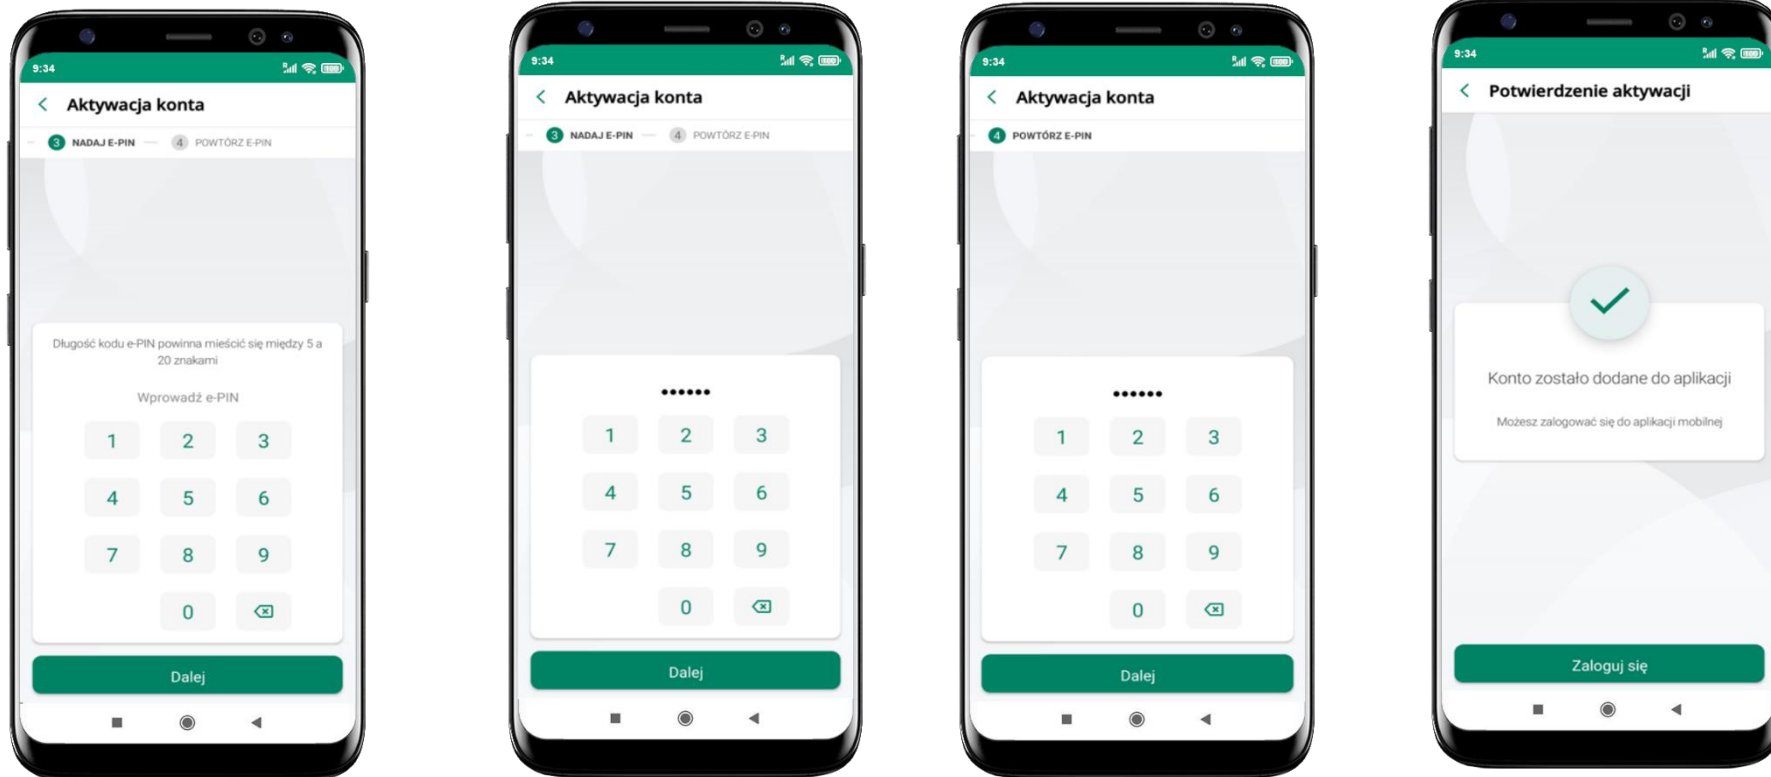 9:34
Aktywacja konta
3 NADAJ E-PIN 4 POWTÓRZ E-PIN
Długość kodu e-PIN powinna mieścić się między 5 a
20 znakami
Wprowadź e-PIN
1 2 3
4 5 6
7 8 9
0
Dalej
9:34
Aktywacja konta
3 NADAJ E-PIN 4 POWTÓRZ E-PIN
••••••
1 2 3
4 5 6
7 8 9
0
Dalej
9:34
Aktywacja konta
4 POWTÓRZ E-PIN
••••••
1 2 3
4 5 6
7 8 9
0
Dalej
9:34
Potwierdzenie aktywacji
Konto zostało dodane do aplikacji
Możesz zalogować się do aplikacji mobilnej
Zaloguj się